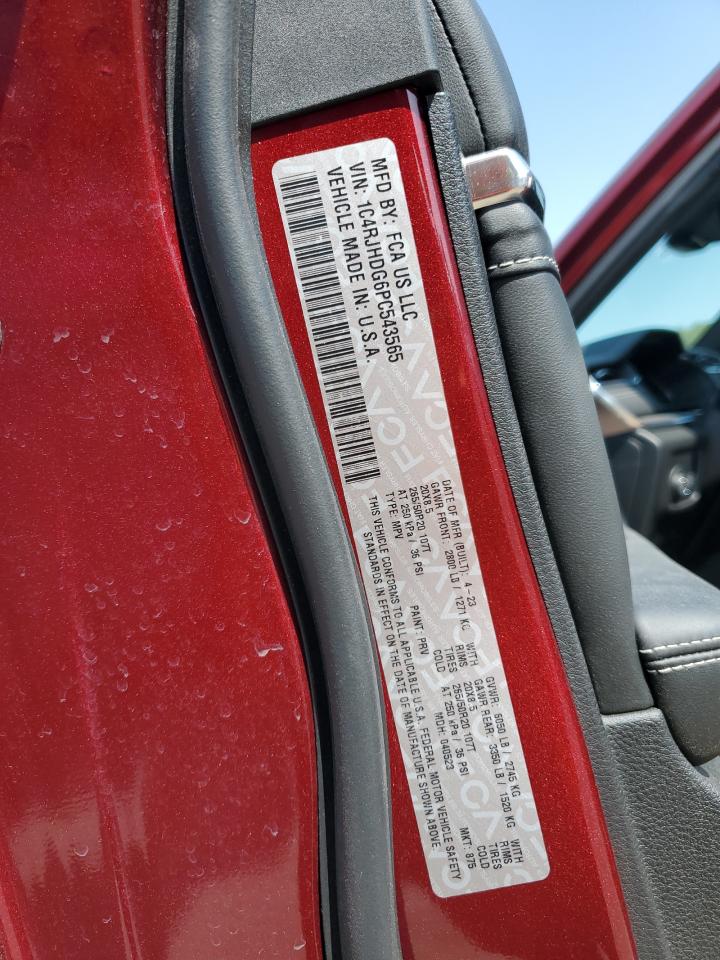 MFD BY: FCA US LLC
VIN: 1C4RJHDG6PC543565
VEHICLE MADE IN: U.S.A.
DATE OF MFR (BUILT): 4-23 GVWR: 6050 LB / 2745 KG
GAWR FRONT: 2800 LB / 1271 KG WITH GAWR REAR: 3350 LB / 1520 KG WITH
20X8.5 RIMS 20X8.5 RIMS
265/50R20 107T TIRES 265/50R20 107T TIRES
AT 250 kPa / 36 PSI COLD AT 250 kPa / 36 PSI COLD
TYPE: MPV PAINT: PRV MDH: 040523 MKT: 875
THIS VEHICLE CONFORMS TO ALL APPLICABLE U.S.A. FEDERAL MOTOR VEHICLE SAFETY
STANDARDS IN EFFECT ON THE DATE OF MANUFACTURE SHOWN ABOVE.